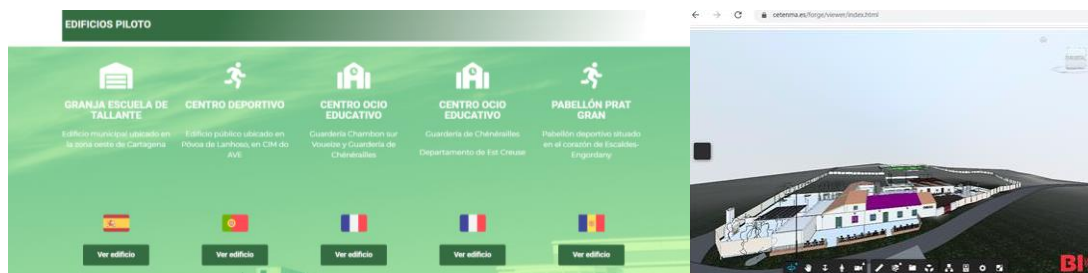 EDIFICIOS PILOTO
GRANJA ESCUELA DE
TALLANTE
Edificio municipal ubicado en
la zona oeste de Cartagena
Ver edificio
CENTRO DEPORTIVO
Edificio público ubicado en
Póvoa de Lanhoso, en CIM do
AVE
Ver edificio
CENTRO OCIO
EDUCATIVO
Guardería Chambon sur
Voueize y Guardería de
Chénérailles
Ver edificio
CENTRO OCIO
EDUCATIVO
Guardería de Chénérailles
Departamento de Est Creuse
Ver edificio
PABELLÓN PRAT
GRAN
Pabellón deportivo situado
en el corazón de Escaldes-
Engordany
Ver edificio
cetenma.es/forge/viewer/index.html
BI